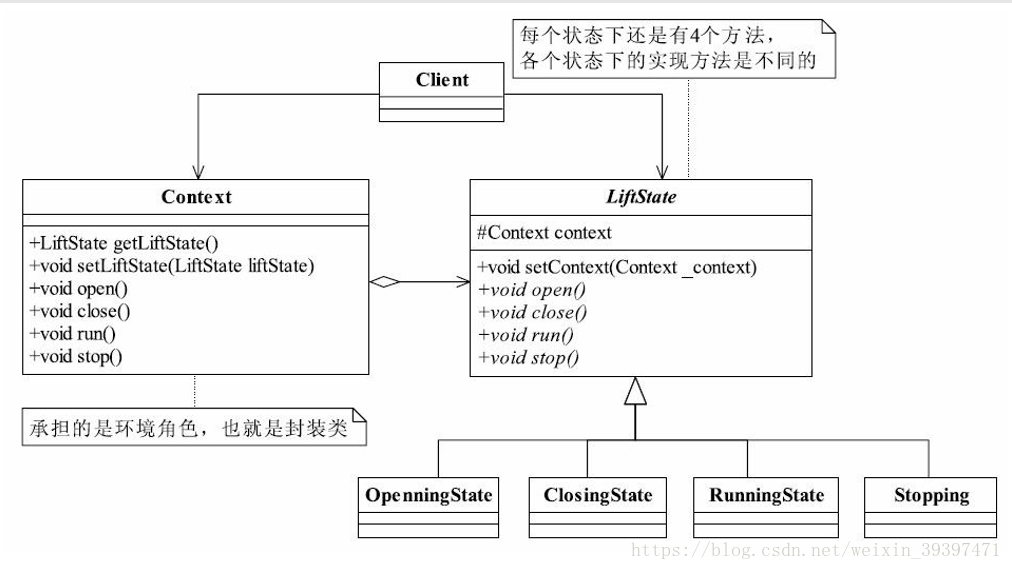 每个状态下还是有4个方法，
各个状态下的实现方法是不同的
Client
Context
+LiftState getLiftState()
+void setLiftState(LiftState liftState)
+void open()
+void close()
+void run()
+void stop()
LiftState
#Context context
+void setContext(Context _context)
+void open()
+void close()
+void run()
+void stop()
承担的是环境角色，也就是封装类
OpenningState
ClosingState
RunningState
Stopping
https://blog.csdn.net/weixin_39397471